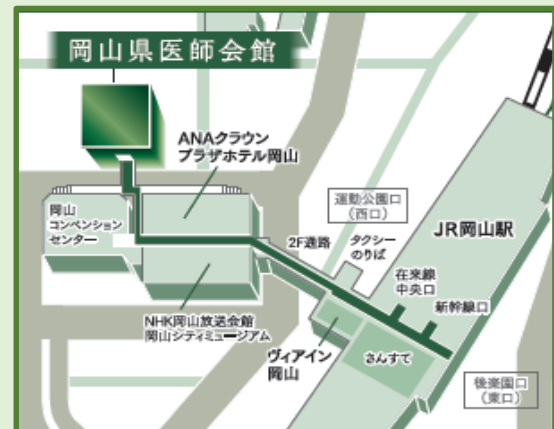 岡山県医師会館
ANAクラウン
プラザホテル岡山
岡山
コンベンション
センター
運動公園口
(西口)
2F通路
タクシー
のりば
JR岡山駅
在来線
中央口
新幹線口
NHK岡山放送会館
岡山シティミュージアム
ヴィアイン
岡山
さんすて
後楽園口
(東口)